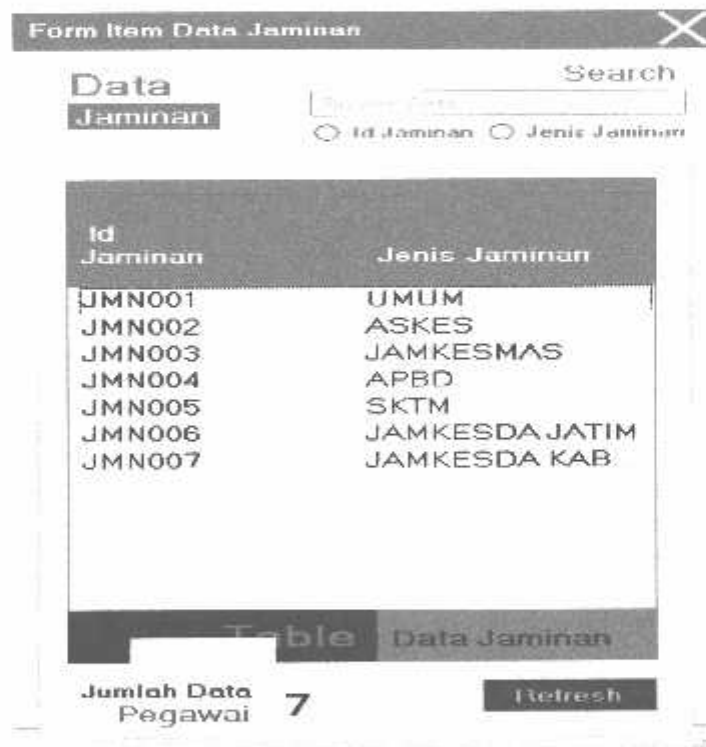 Form Item Data Jaminan
Data
Jaminan
Search
Id Jaminan Jenis Jaminan
Id Jaminan Jenis Jaminan
JMN001 UMUM
JMN002 ASKES
JMN003 JAMKESMAS
JMN004 APBD
JMN005 SKTM
JMN006 JAMKESDA JATIM
JMN007 JAMKESDA KAB
Table Data Jaminan
Jumlah Data
Pegawai 7
Refresh